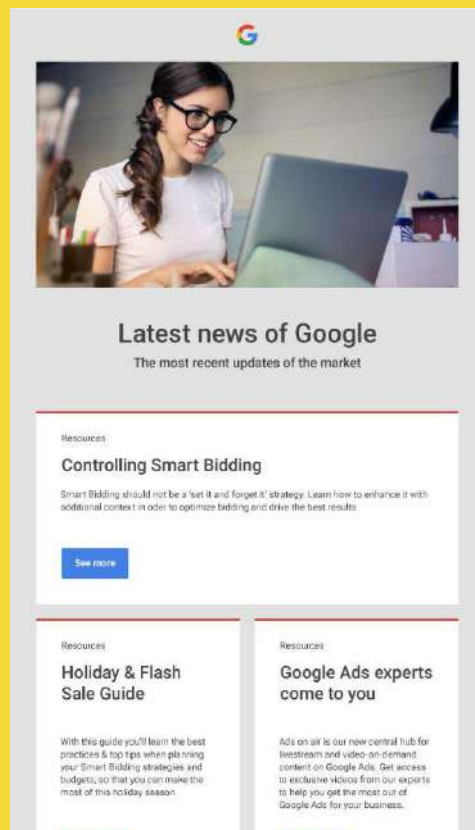 Latest news of Google
The most recent updates of the market
Resources
Controlling Smart Bidding
Smart Bidding should not be a 'set it and forget it' strategy. Learn how to enhance it with
additional context in oder to optimize bidding and drive the best results
See more
Resources
Holiday & Flash
Sale Guide
With this guide you'll learn the best
practices & top tips when planning
your Smart Bidding strategies and
budgets, so that you can make the
most of this holiday season
Resources
Google Ads experts
come to you
Ads on air is our new central hub for
livestream and video-on-demand
content on Google Ads. Get access
to exclusive videos from our experts
to help you get the most out of
Google Ads for your business.